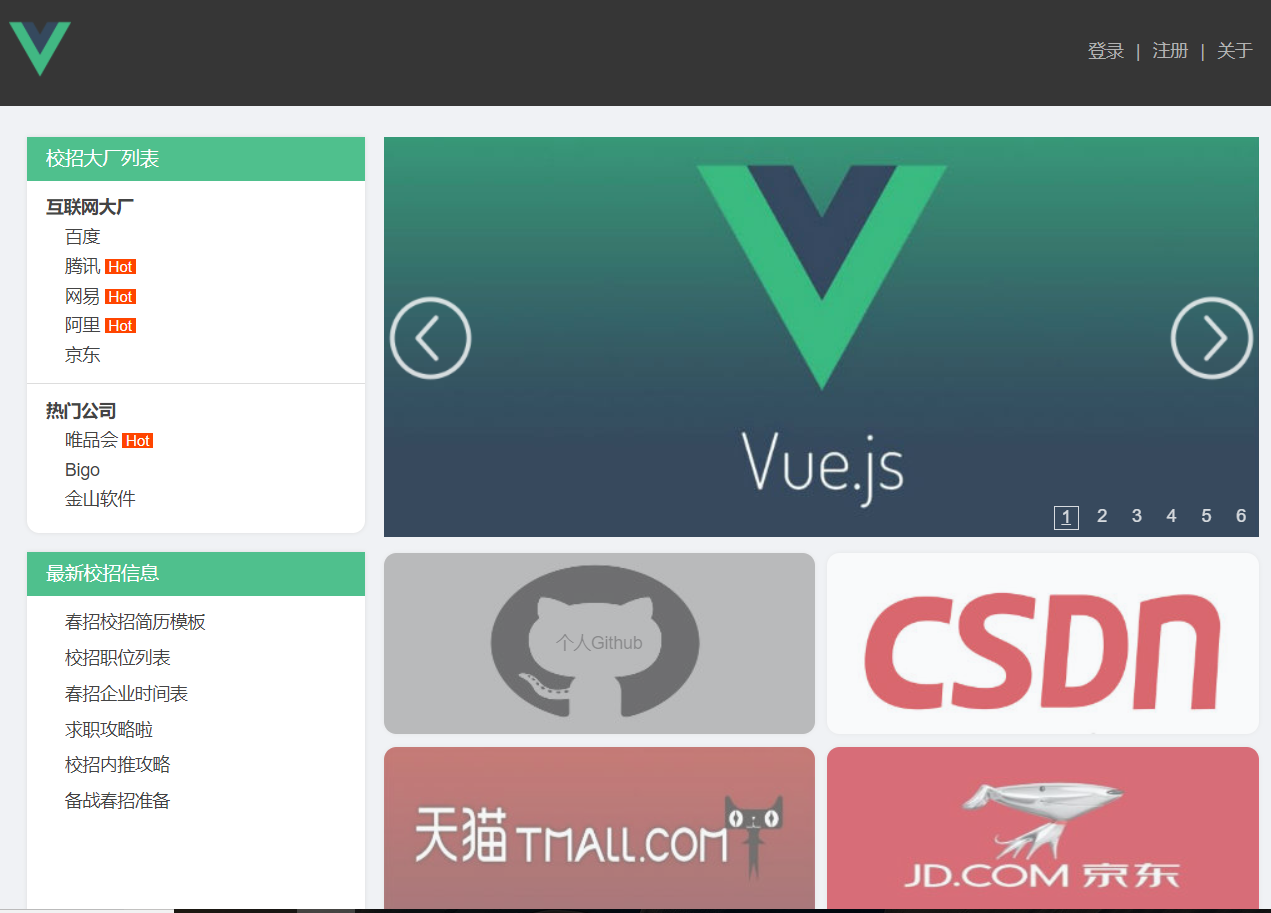 登录 | 注册 | 关于
校招大厂列表
互联网大厂
百度
腾讯 Hot
网易 Hot
阿里 Hot
京东
热门公司
唯品会 Hot
Bigo
金山软件
最新校招信息
春招校招简历模板
校招职位列表
春招企业时间表
求职攻略啦
校招内推攻略
备战春招准备
Vue.js
1 2 3 4 5 6
个人Github
CSDN
天猫 TMALL.COM
JD.COM 京东